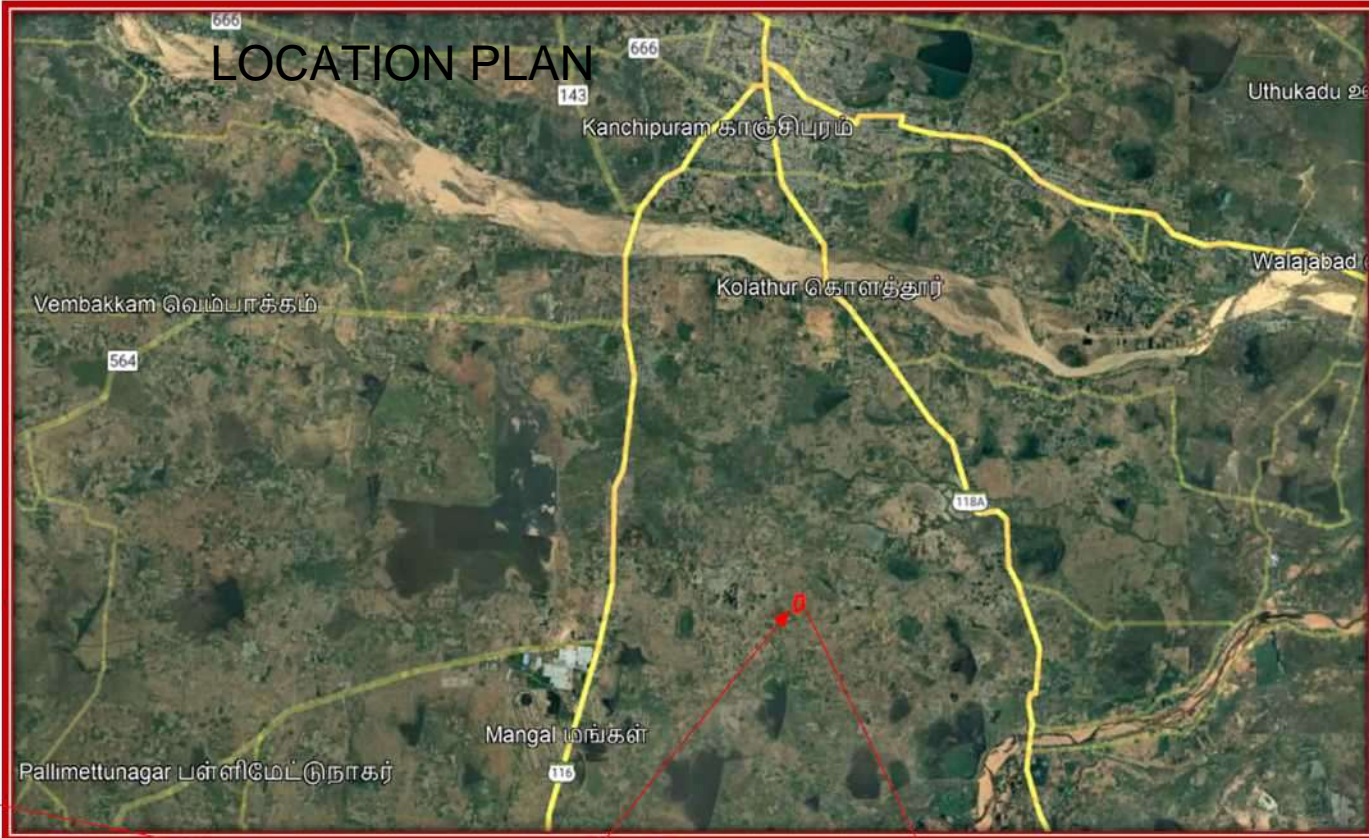 666
LOCATION PLAN
666
143
Uthukadu
Kanchipuram காஞ்சிபுரம்
Walajabad
Kolathur கொளத்தூர்
Vembakkam வெம்பாக்கம்
564
118A
Mangal மங்கள்
Pallimettunagar பள்ளிமேட்டுநாகர்
116